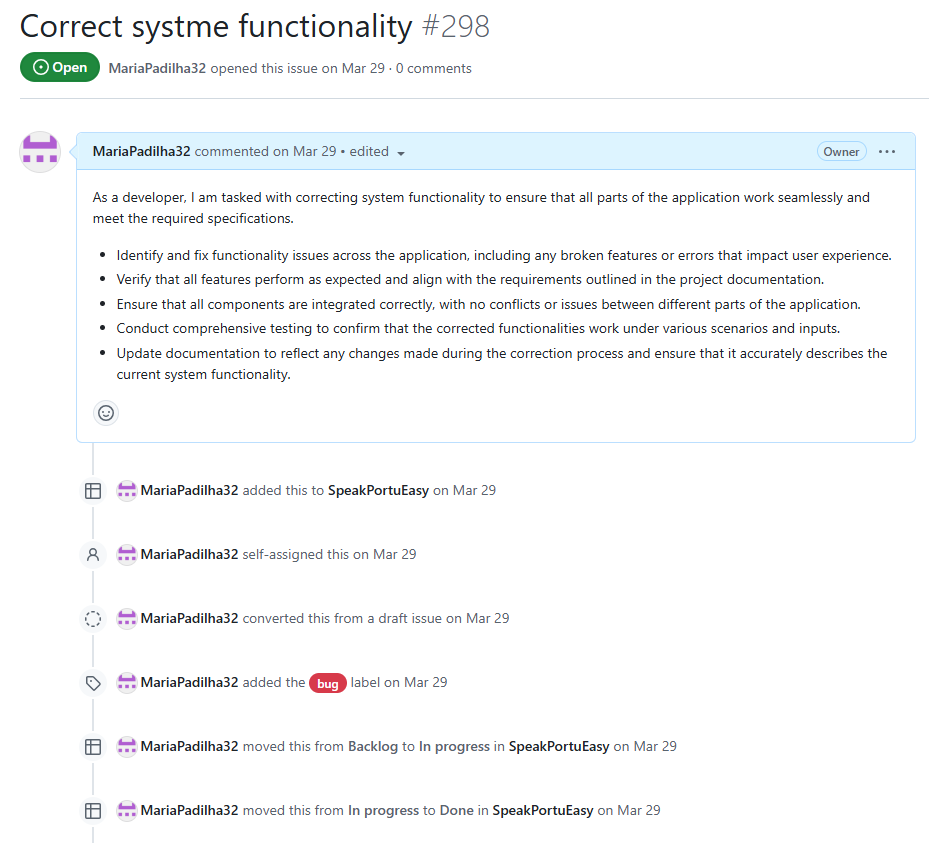 Correct systme functionality #298
Open MariaPadilha32 opened this issue on Mar 29 · 0 comments
MariaPadilha32 commented on Mar 29 • edited Owner
As a developer, I am tasked with correcting system functionality to ensure that all parts of the application work seamlessly and
meet the required specifications.
• Identify and fix functionality issues across the application, including any broken features or errors that impact user experience.
• Verify that all features perform as expected and align with the requirements outlined in the project documentation.
• Ensure that all components are integrated correctly, with no conflicts or issues between different parts of the application.
• Conduct comprehensive testing to confirm that the corrected functionalities work under various scenarios and inputs.
• Update documentation to reflect any changes made during the correction process and ensure that it accurately describes the
current system functionality.
MariaPadilha32 added this to SpeakPortuEasy on Mar 29
MariaPadilha32 self-assigned this on Mar 29
MariaPadilha32 converted this from a draft issue on Mar 29
MariaPadilha32 added the bug label on Mar 29
MariaPadilha32 moved this from Backlog to In progress in SpeakPortuEasy on Mar 29
MariaPadilha32 moved this from In progress to Done in SpeakPortuEasy on Mar 29